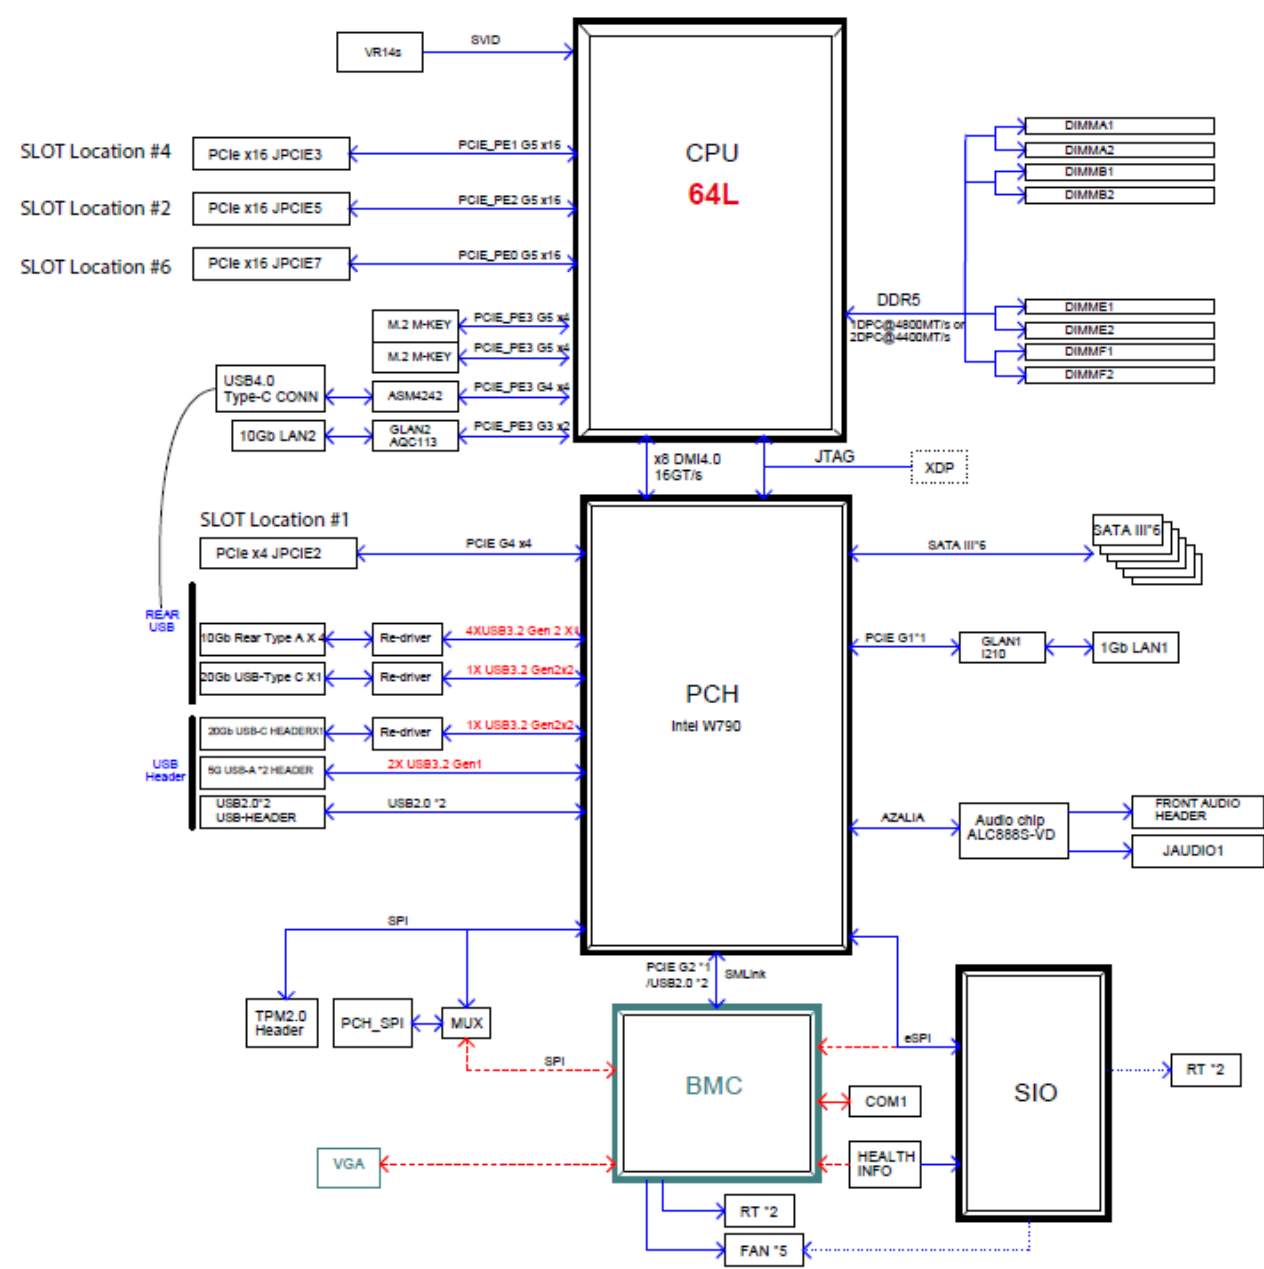 VR14s
SVID
CPU
64L
SLOT Location #4
PCIe x16 JPCIE3
PCIE_PE1 G5 x16
SLOT Location #2
PCIe x16 JPCIE5
PCIE_PE2 G5 x16
SLOT Location #6
PCIe x16 JPCIE7
PCIE_PE0 G5 x16
M.2 M-KEY
PCIE_PE3 G5 x4
M.2 M-KEY
PCIE_PE3 G5 x4
USB4.0
Type-C CONN
ASM4242
PCIE_PE3 G4 x4
10Gb LAN2
GLAN2
AQC113
PCIE_PE3 G3 x2
DIMMA1
DIMMA2
DIMMB1
DIMMB2
DDR5
1DPC@4800MT/s or
2DPC@4400MT/s
DIMME1
DIMME2
DIMMF1
DIMMF2
x8 DMI4.0
16GT/s
JTAG
XDP
SLOT Location #1
PCIe x4 JPCIE2
PCIE G4 x4
SATA III*6
SATA III*6
REAR
USB
10Gb Rear Type A X 4
Re-driver
4XUSB3.2 Gen 2 X1
20Gb USB-Type C X1
Re-driver
1X USB3.2 Gen2x2
PCH
Intel W790
PCIE G1*1
GLAN1
I210
1Gb LAN1
USB
Header
20Gb USB-C HEADERX1
Re-driver
1X USB3.2 Gen2x2
5G USB-A *2 HEADER
2X USB3.2 Gen1
USB2.0*2
USB-HEADER
USB2.0 *2
AZALIA
Audio chip
ALC888S-VD
FRONT AUDIO
HEADER
JAUDIO1
SPI
TPM2.0
Header
PCH_SPI
MUX
PCIE G2 *1
/USB2.0 *2
SMLink
SPI
BMC
eSPI
COM1
HEALTH
INFO
SIO
RT *2
VGA
RT *2
FAN *5